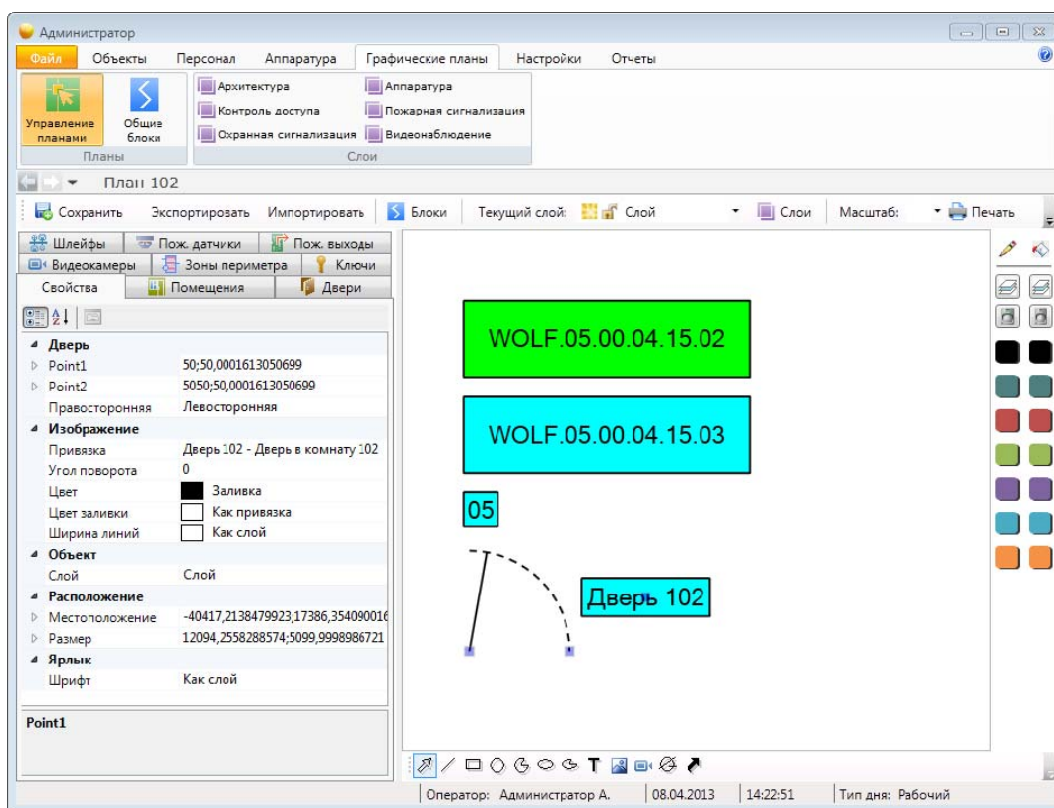 Администратор
Файл Объекты Персонал Аппаратура Графические планы Настройки Отчеты
Управление планами
Общие блоки
Архитектура Аппаратура
Контроль доступа Пожарная сигнализация
Охранная сигнализация Видеонаблюдение
Планы Слои
План 102
Сохранить Экспортировать Импортировать Блоки Текущий слой: Слой Слои Масштаб: Печать
Шлейфы Пож. датчики Пож. выходы
Видеокамеры Зоны периметра Ключи
Свойства Помещения Двери
Дверь
Point1 50;50,0001613050699
Point2 5050;50,0001613050699
Правосторонняя Левосторонняя
Изображение
Привязка Дверь 102 - Дверь в комнату 102
Угол поворота 0
Цвет Заливка
Цвет заливки Как привязка
Ширина линий Как слой
Объект
Слой Слой
Расположение
Местоположение -40417,2138479923;17386,354090016
Размер 12094,2558288574;5099,9998986721
Ярлык
Шрифт Как слой
Point1
WOLF.05.00.04.15.02
WOLF.05.00.04.15.03
05
Дверь 102
Оператор: Администратор А. 08.04.2013 14:22:51 Тип дня: Рабочий